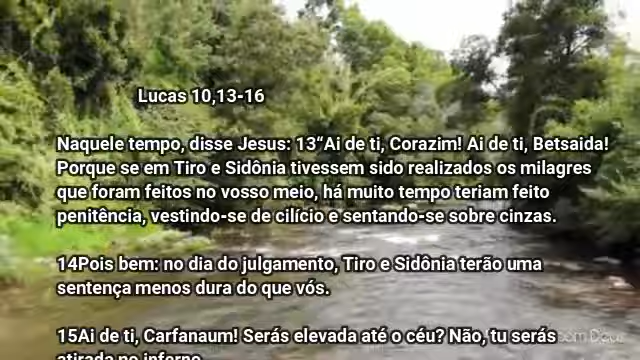 Lucas 10,13-16
Naquele tempo, disse Jesus: 13“Ai de ti, Corazim! Ai de ti, Betsaida!
Porque se em Tiro e Sidônia tivessem sido realizados os milagres
que foram feitos no vosso meio, há muito tempo teriam feito
penitência, vestindo-se de cilício e sentando-se sobre cinzas.
14Pois bem: no dia do julgamento, Tiro e Sidônia terão uma
sentença menos dura do que vós.
15Ai de ti, Carfanaum! Serás elevada até o céu? Não, tu serás
atirada no inferno